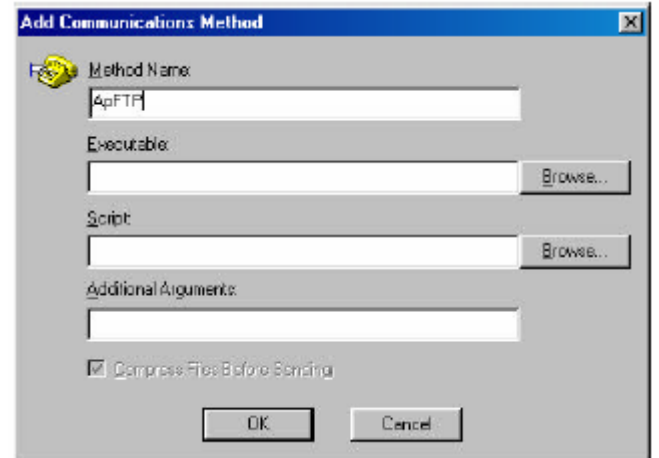 Add Communications Method
Method Name:
ApFTP
Executable:
Browse...
Script:
Browse...
Additional Arguments:
Compress Files Before Sending
OK
Cancel